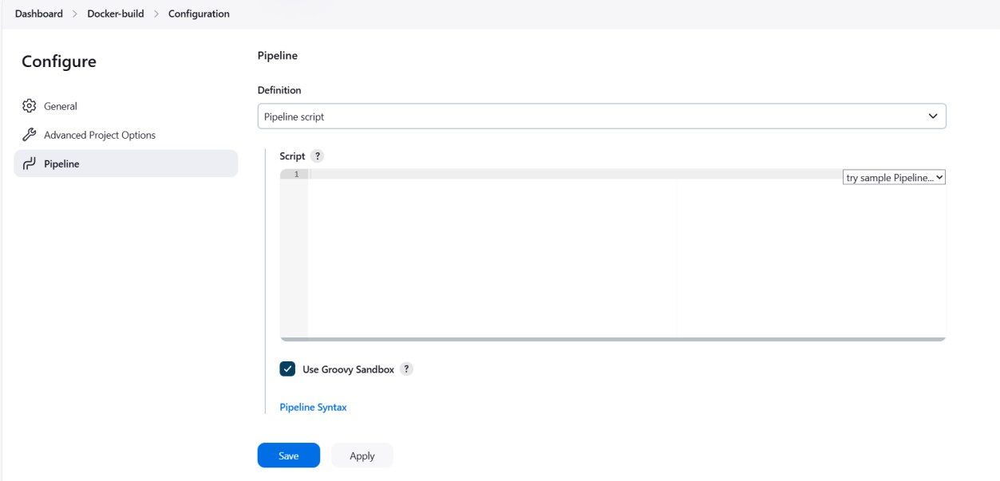 Dashboard > Docker-build > Configuration
Configure
General
Advanced Project Options
Pipeline
Pipeline
Definition
Pipeline script
Script ?
1
try sample Pipeline...
Use Groovy Sandbox ?
Pipeline Syntax
Save Apply